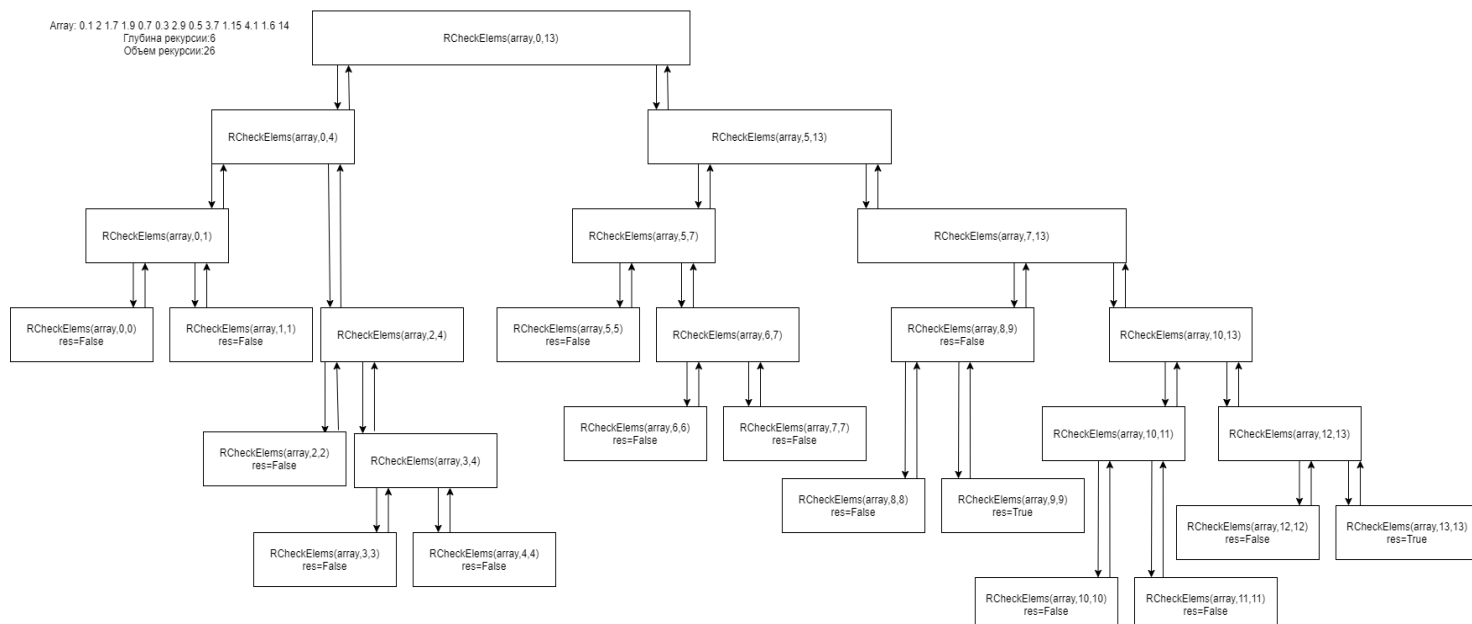 Array: 0.1 2 1.7 1.9 0.7 0.3 2.9 0.5 3.7 1.15 4.1 1.6 14
Глубина рекурсии:6
Объем рекурсии:26
RCheckElems(array,0,13)
RCheckElems(array,0,4)
RCheckElems(array,5,13)
RCheckElems(array,0,1)
RCheckElems(array,5,7)
RCheckElems(array,7,13)
RCheckElems(array,0,0)
res=False
RCheckElems(array,1,1)
res=False
RCheckElems(array,2,4)
RCheckElems(array,5,5)
res=False
RCheckElems(array,6,7)
RCheckElems(array,8,9)
res=False
RCheckElems(array,10,13)
RCheckElems(array,2,2)
res=False
RCheckElems(array,3,4)
RCheckElems(array,6,6)
res=False
RCheckElems(array,7,7)
res=False
RCheckElems(array,10,11)
RCheckElems(array,12,13)
RCheckElems(array,8,8)
res=False
RCheckElems(array,9,9)
res=True
RCheckElems(array,12,12)
res=False
RCheckElems(array,13,13)
res=True
RCheckElems(array,3,3)
res=False
RCheckElems(array,4,4)
res=False
RCheckElems(array,10,10)
res=False
RCheckElems(array,11,11)
res=False